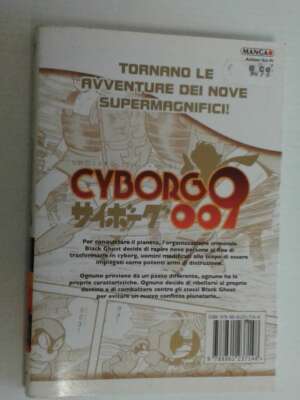 MANGA
Action/Sci-Fi
TORNANO LE
AVVENTURE DEI NOVE
SUPERMAGNIFICI!
CYBORG
サイボーグ 009
Per conquistare il pianeta, l'organizzazione criminale
Black Ghost decide di rapire nove persone al fine di
trasformarle in cyborg, uomini modificati allo scopo di essere
impiegati come potenti armi di distruzione.
Ognuno proviene da un paese differente, ognuno ha le
proprie caratteristiche. Ognuno decide di ribellarsi al proprio
destino e di combattere contro gli stessi Black Ghost
per evitare un nuovo conflitto planetario...